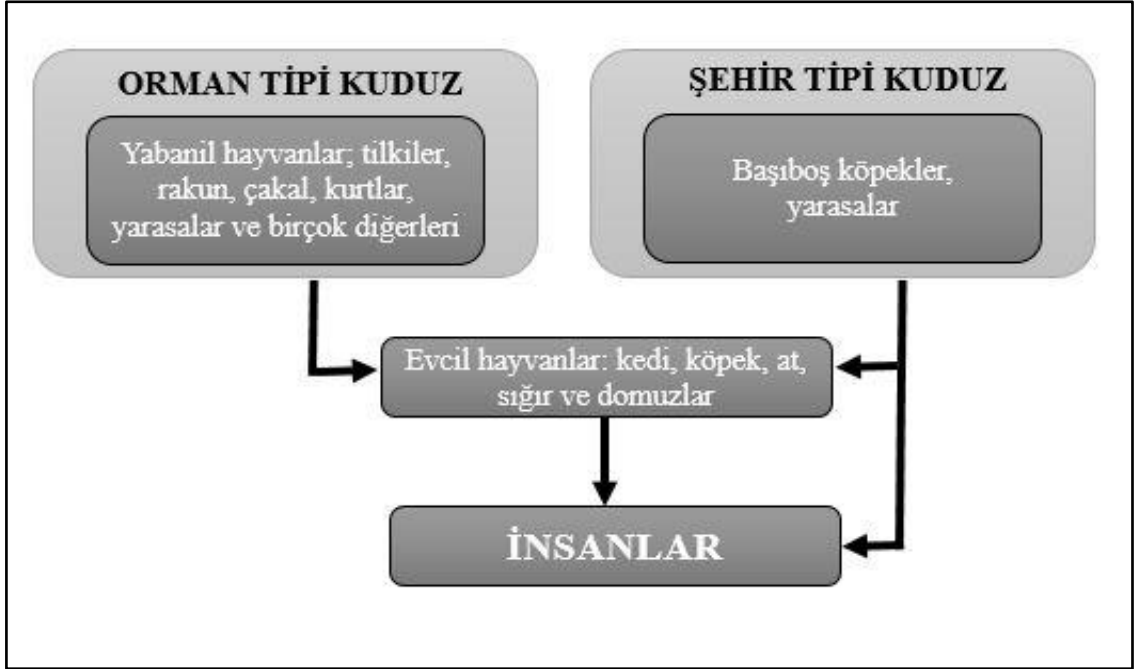 ORMAN TİPİ KUDUZ
Yabanil hayvanlar; tilkiler,
rakun, çakal, kurtlar,
yarasalar ve birçok diğerleri
ŞEHİR TİPİ KUDUZ
Başıboş köpekler,
yarasalar
Evcil hayvanlar: kedi, köpek, at,
sığır ve domuzlar
İNSANLAR